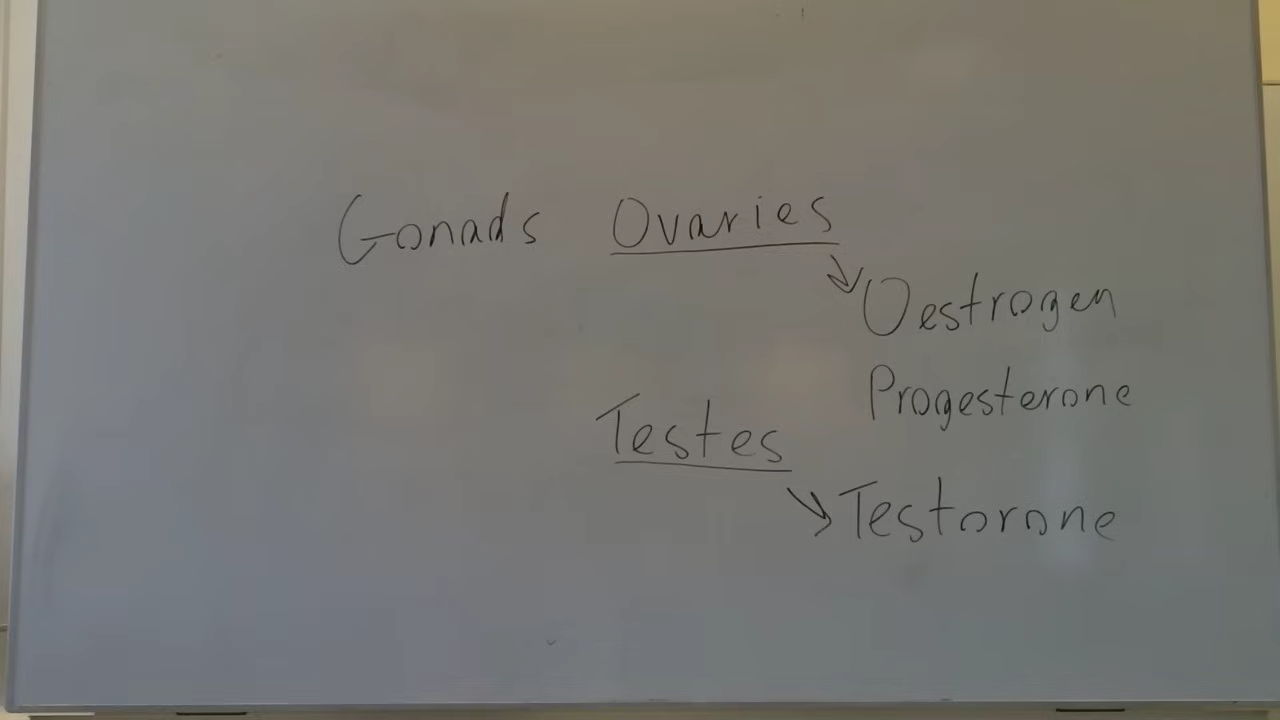 Gonads Ovaries
Oestrogen
Progesterone
Testes
Testorone